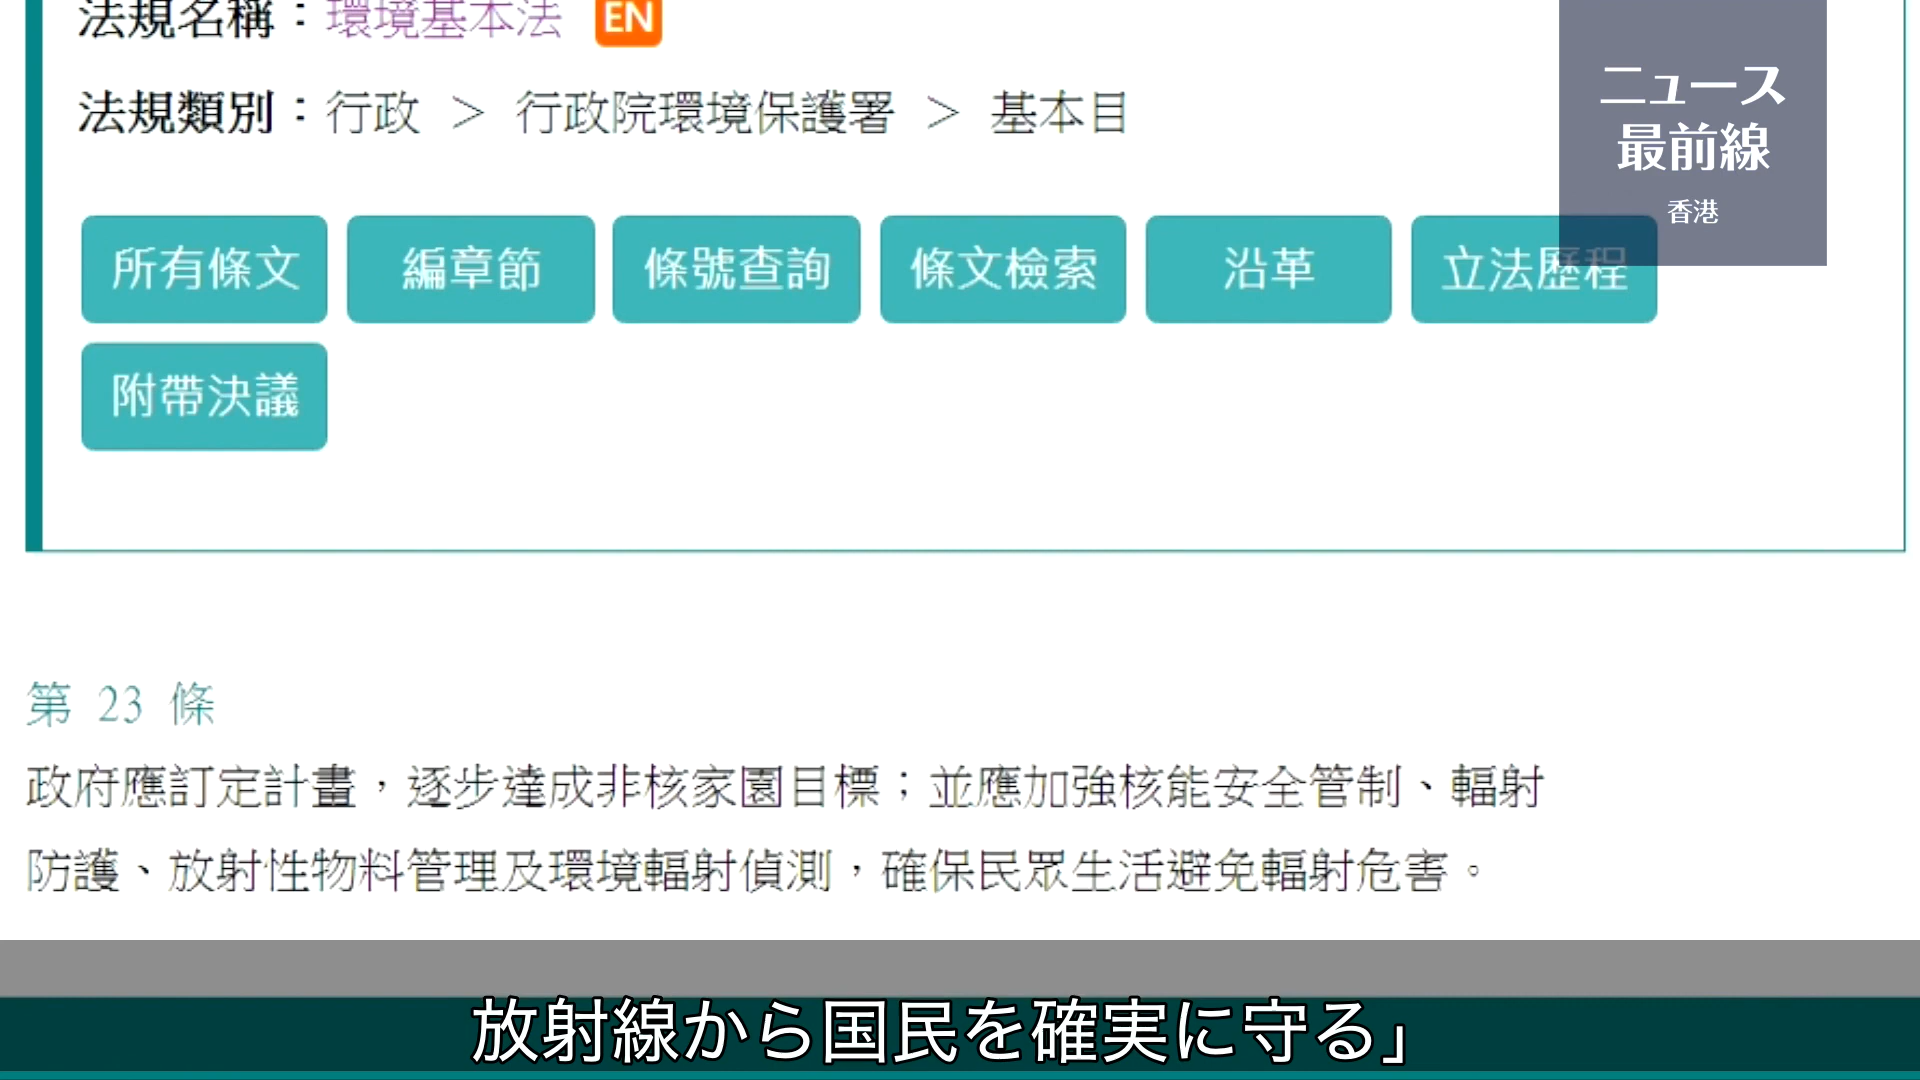 法規名稱：環境基本法 EN
法規類別：行政 > 行政院環境保護署 > 基本目
ニュース
最前線
香港
所有條文
編章節
條號查詢
條文檢索
沿革
立法歷程
附帶決議
第 23 條
政府應訂定計畫，逐步達成非核家園目標；並應加強核能安全管制、輻射
防護、放射性物料管理及環境輻射偵測，確保民眾生活避免輻射危害。
放射線から国民を確実に守る」